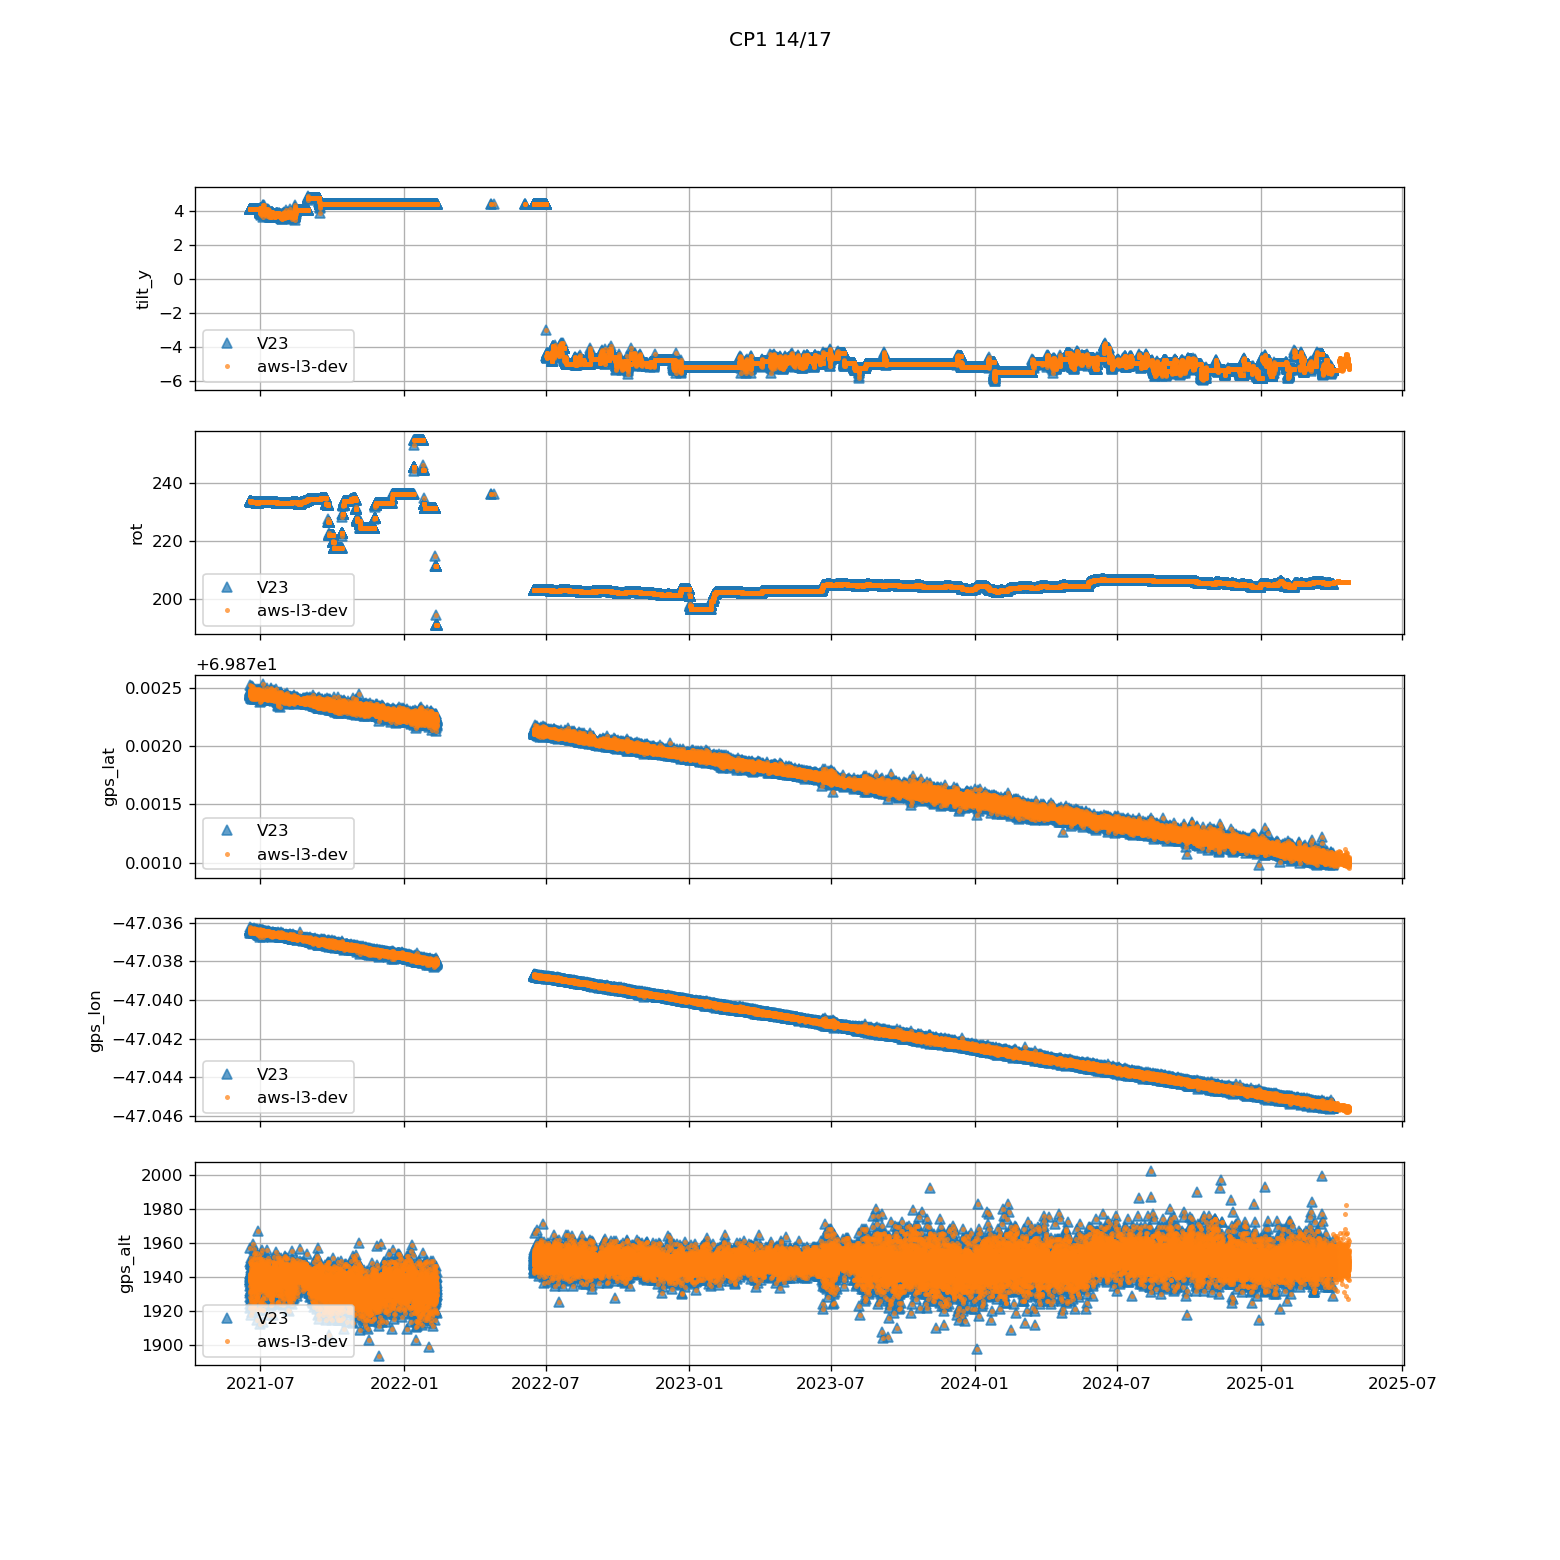 CP1 14/17
4
2
0
−2
−4
−6
tilt_y
V23
aws-l3-dev
240
220
200
rot
V23
aws-l3-dev
+6.987e1
0.0025
0.0020
0.0015
0.0010
gps_lat
V23
aws-l3-dev
−47.036
−47.038
−47.040
−47.042
−47.044
−47.046
gps_lon
V23
aws-l3-dev
2000
1980
1960
1940
1920
1900
gps_alt
V23
aws-l3-dev
2021-07 2022-01 2022-07 2023-01 2023-07 2024-01 2024-07 2025-01 2025-07